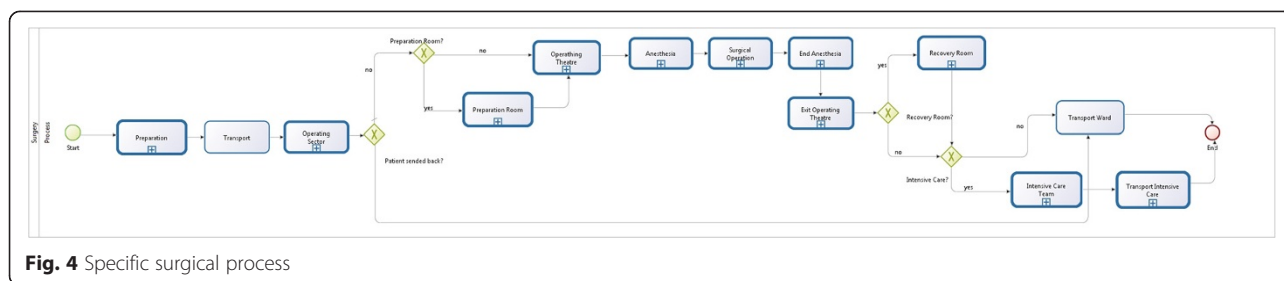 Surgery
Process
Start
Preparation
Transport
Operating
Sector
Patient sended back?
no
Preparation Room?
no
yes
Preparation Room
Operathing
Theatre
Anesthesia
Surgical
Operation
End Anesthesia
Exit Operating
Theatre
yes
Recovery Room
Recovery Room?
no
Intensive Care?
no
Transport Ward
yes
Intensive Care
Team
Transport Intensive
Care
End
Fig. 4 Specific surgical process